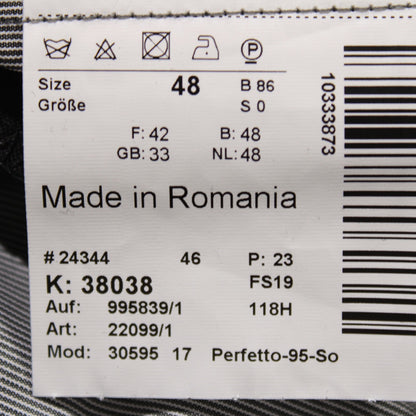 P
Size 48 B 86
Größe S 0
F: 42 B: 48
GB: 33 NL: 48
Made in Romania
# 24344 46 P: 23
K: 38038 FS19
Auf: 995839/1 118H
Art: 22099/1
Mod: 30595 17 Perfetto-95-So
10333873